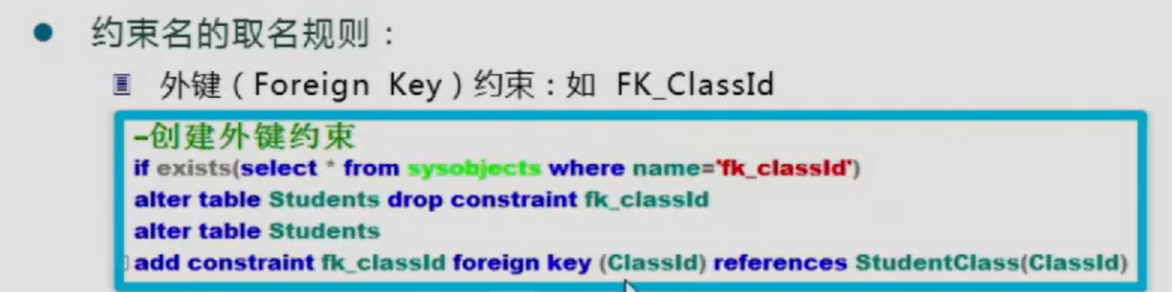 约束名的取名规则：
外键（Foreign Key）约束：如 FK_ClassId
-创建外键约束
if exists(select * from sysobjects where name='fk_classId')
alter table Students drop constraint fk_classId
alter table Students
add constraint fk_classId foreign key (ClassId) references StudentClass(ClassId)